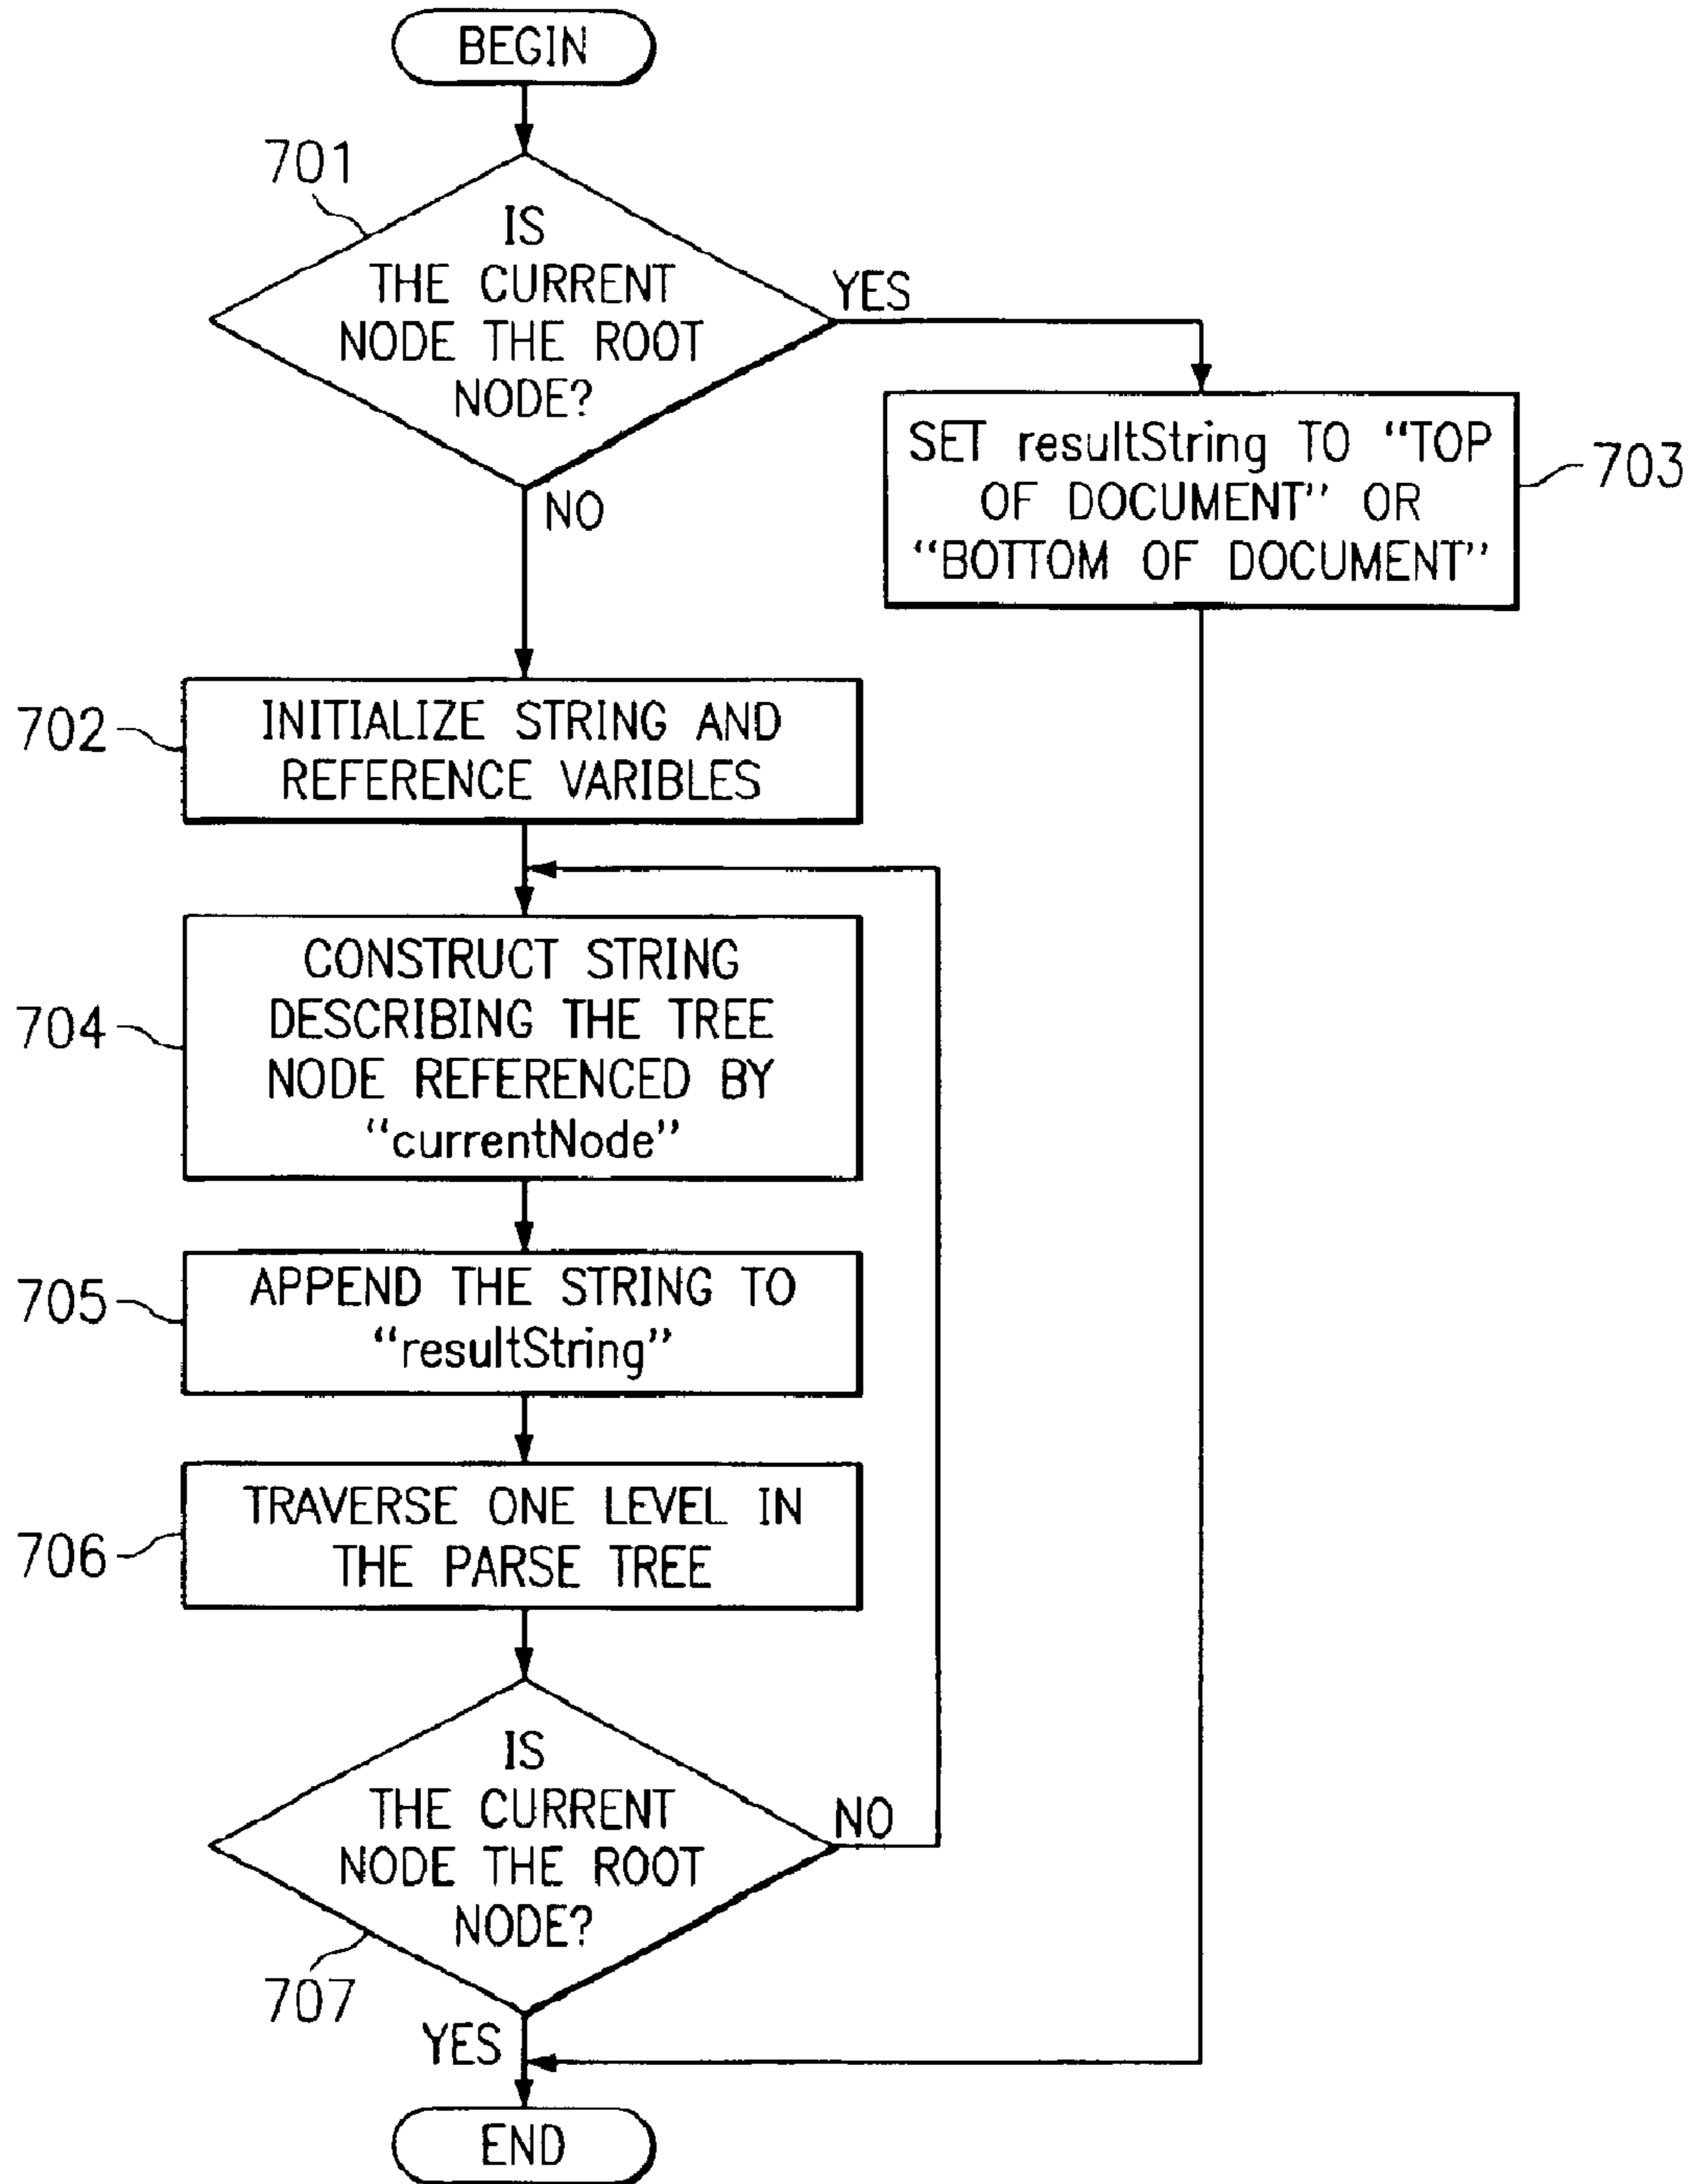 BEGIN
701
IS
THE CURRENT
NODE THE ROOT
NODE?
YES
NO
SET resultString TO “TOP
OF DOCUMENT” OR
“BOTTOM OF DOCUMENT”
703
702
INITIALIZE STRING AND
REFERENCE VARIBLES
704
CONSTRUCT STRING
DESCRIBING THE TREE
NODE REFERENCED BY
“currentNode”
705
APPEND THE STRING TO
“resultString”
706
TRAVERSE ONE LEVEL IN
THE PARSE TREE
IS
THE CURRENT
NODE THE ROOT
NODE?
NO
707
YES
END